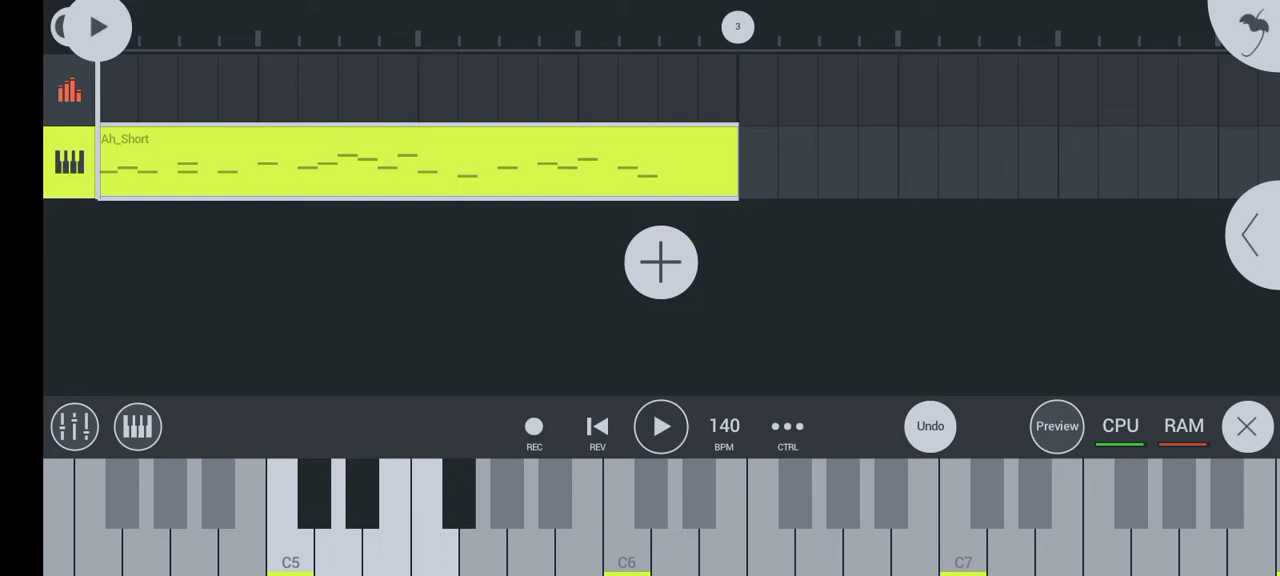 3
Ah_Short
140
Undo
Preview
CPU
RAM
REC
REV
BPM
CTRL
C5
C6
C7